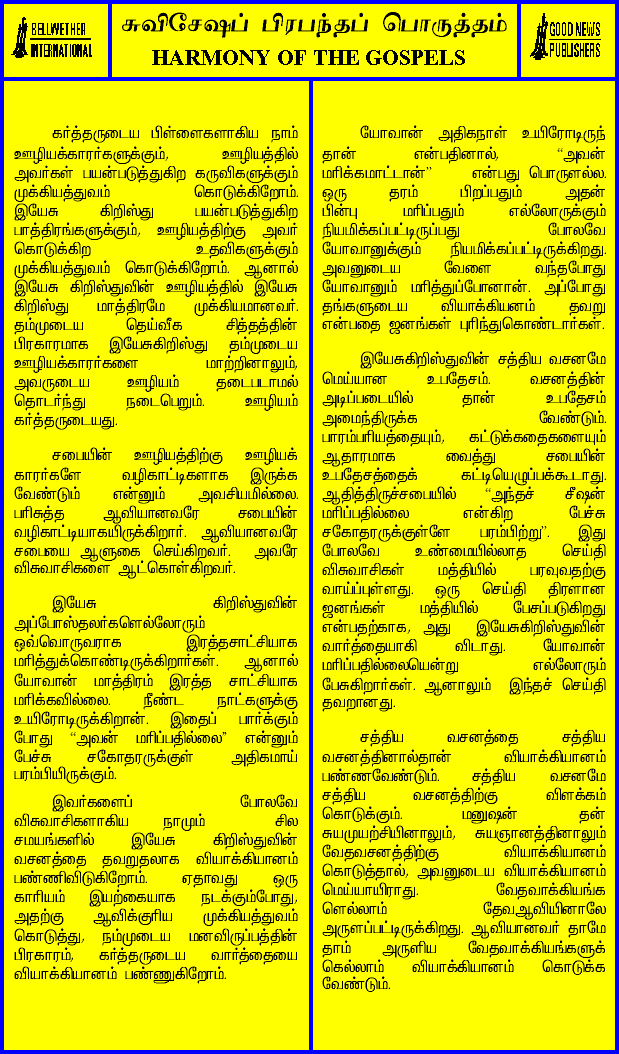 BELLWETHER
INTERNATIONAL
சுவிசேஷப் பிரபந்தப் பொருத்தம்
HARMONY OF THE GOSPELS
GOOD NEWS
PUBLISHERS
கர்த்தருடைய பிள்ளைகளாகிய நாம்
ஊழியக்காரர்களுக்கும், ஊழியத்தில்
அவர்கள் பயன்படுத்துகிற கருவிகளுக்கும்
முக்கியத்துவம் கொடுக்கிறோம்.
இயேசு கிறிஸ்து பயன்படுத்துகிற
பாத்திரங்களுக்கும், ஊழியத்திற்கு அவர்
கொடுக்கிற உதவிகளுக்கும்
முக்கியத்துவம் கொடுக்கிறோம். ஆனால்
இயேசு கிறிஸ்துவின் ஊழியத்தில் இயேசு
கிறிஸ்து மாத்திரமே முக்கியமானவர்.
தம்முடைய தெய்வீக சித்தத்தின்
பிரகாரமாக இயேசுகிறிஸ்து தம்முடைய
ஊழியக்காரர்களை மாற்றினாலும்,
அவருடைய ஊழியம் தடைபடாமல்
தொடர்ந்து நடைபெறும். ஊழியம்
கர்த்தருடையது.
சபையின் ஊழியத்திற்கு ஊழியக்
காரர்களே வழிகாட்டிகளாக இருக்க
வேண்டும் என்னும் அவசியமில்லை.
பரிசுத்த ஆவியானவரே சபையின்
வழிகாட்டியாகயிருக்கிறார். ஆவியானவரே
சபையை ஆளுகை செய்கிறவர். அவரே
விசுவாசிகளை ஆட்கொள்கிறவர்.
இயேசு கிறிஸ்துவின்
அப்போஸ்தலர்களெல்லோரும்
ஒவ்வொருவராக இரத்தசாட்சியாக
மரித்துக்கொண்டிருக்கிறார்கள். ஆனால்
யோவான் மாத்திரம் இரத்த சாட்சியாக
மரிக்கவில்லை. நீண்ட நாட்களுக்கு
உயிரோடிருக்கிறான். இதைப் பார்க்கும்
போது “அவன் மரிப்பதில்லை” என்னும்
பேச்சு சகோதரருக்குள் அதிகமாய்
பரம்பியிருக்கும்.
இவர்களைப் போலவே
விசுவாசிகளாகிய நாமும் சில
சமயங்களில் இயேசு கிறிஸ்துவின்
வசனத்தை தவறுதலாக வியாக்கியானம்
பண்ணிவிடுகிறோம். ஏதாவது ஒரு
காரியம் இயற்கையாக நடக்கும்போது,
அதற்கு ஆவிக்குரிய முக்கியத்துவம்
கொடுத்து, நம்முடைய மனவிருப்பத்தின்
பிரகாரம், கர்த்தருடைய வார்த்தையை
வியாக்கியானம் பண்ணுகிறோம்.
யோவான் அதிகநாள் உயிரோடிருந்
தான் என்பதினால், “அவன்
மரிக்கமாட்டான்” என்பது பொருளல்ல.
ஒரு தரம் பிறப்பதும் அதன்
பின்பு மரிப்பதும் எல்லோருக்கும்
நியமிக்கப்பட்டிருப்பது போலவே
யோவானுக்கும் நியமிக்கப்பட்டிருக்கிறது.
அவனுடைய வேளை வந்தபோது
யோவானும் மரித்துப்போனான். அப்போது
தங்களுடைய வியாக்கியனம் தவறு
என்பதை ஜனங்கள் புரிந்துகொண்டார்கள்.
இயேசுகிறிஸ்துவின் சத்திய வசனமே
மெய்யான உபதேசம். வசனத்தின்
அடிப்படையில் தான் உபதேசம்
அமைந்திருக்க வேண்டும்.
பாரம்பரியத்தையும், கட்டுக்கதைகளையும்
ஆதாரமாக வைத்து சபையின்
உபதேசத்தைக் கட்டியெழுப்பக்கூடாது.
ஆதித்திருச்சபையில் “அந்தச் சீஷன்
மரிப்பதில்லை என்கிற பேச்சு
சகோதரருக்குள்ளே பரம்பிற்று”. இது
போலவே உண்மையில்லாத செய்தி
விசுவாசிகள் மத்தியில் பரவுவதற்கு
வாய்ப்புள்ளது. ஒரு செய்தி திரளான
ஜனங்கள் மத்தியில் பேசப்படுகிறது
என்பதற்காக, அது இயேசுகிறிஸ்துவின்
வார்த்தையாகி விடாது. யோவான்
மரிப்பதில்லையென்று எல்லோரும்
பேசுகிறார்கள். ஆனாலும் இந்தச் செய்தி
தவறானது.
சத்திய வசனத்தை சத்திய
வசனத்தினால்தான் வியாக்கியானம்
பண்ணவேண்டும். சத்திய வசனமே
சத்திய வசனத்திற்கு விளக்கம்
கொடுக்கும். மனுஷன் தன்
சுயமுயற்சியினாலும், சுயஞானத்தினாலும்
வேதவசனத்திற்கு வியாக்கியானம்
கொடுத்தால், அவனுடைய வியாக்கியானம்
மெய்யாயிராது. வேதவாக்கியங்க
ளெல்லாம் தேவஆவியினாலே
அருளப்பட்டிருக்கிறது. ஆவியானவர் தாமே
தாம் அருளிய வேதவாக்கியங்களுக்
கெல்லாம் வியாக்கியானம் கொடுக்க
வேண்டும்.